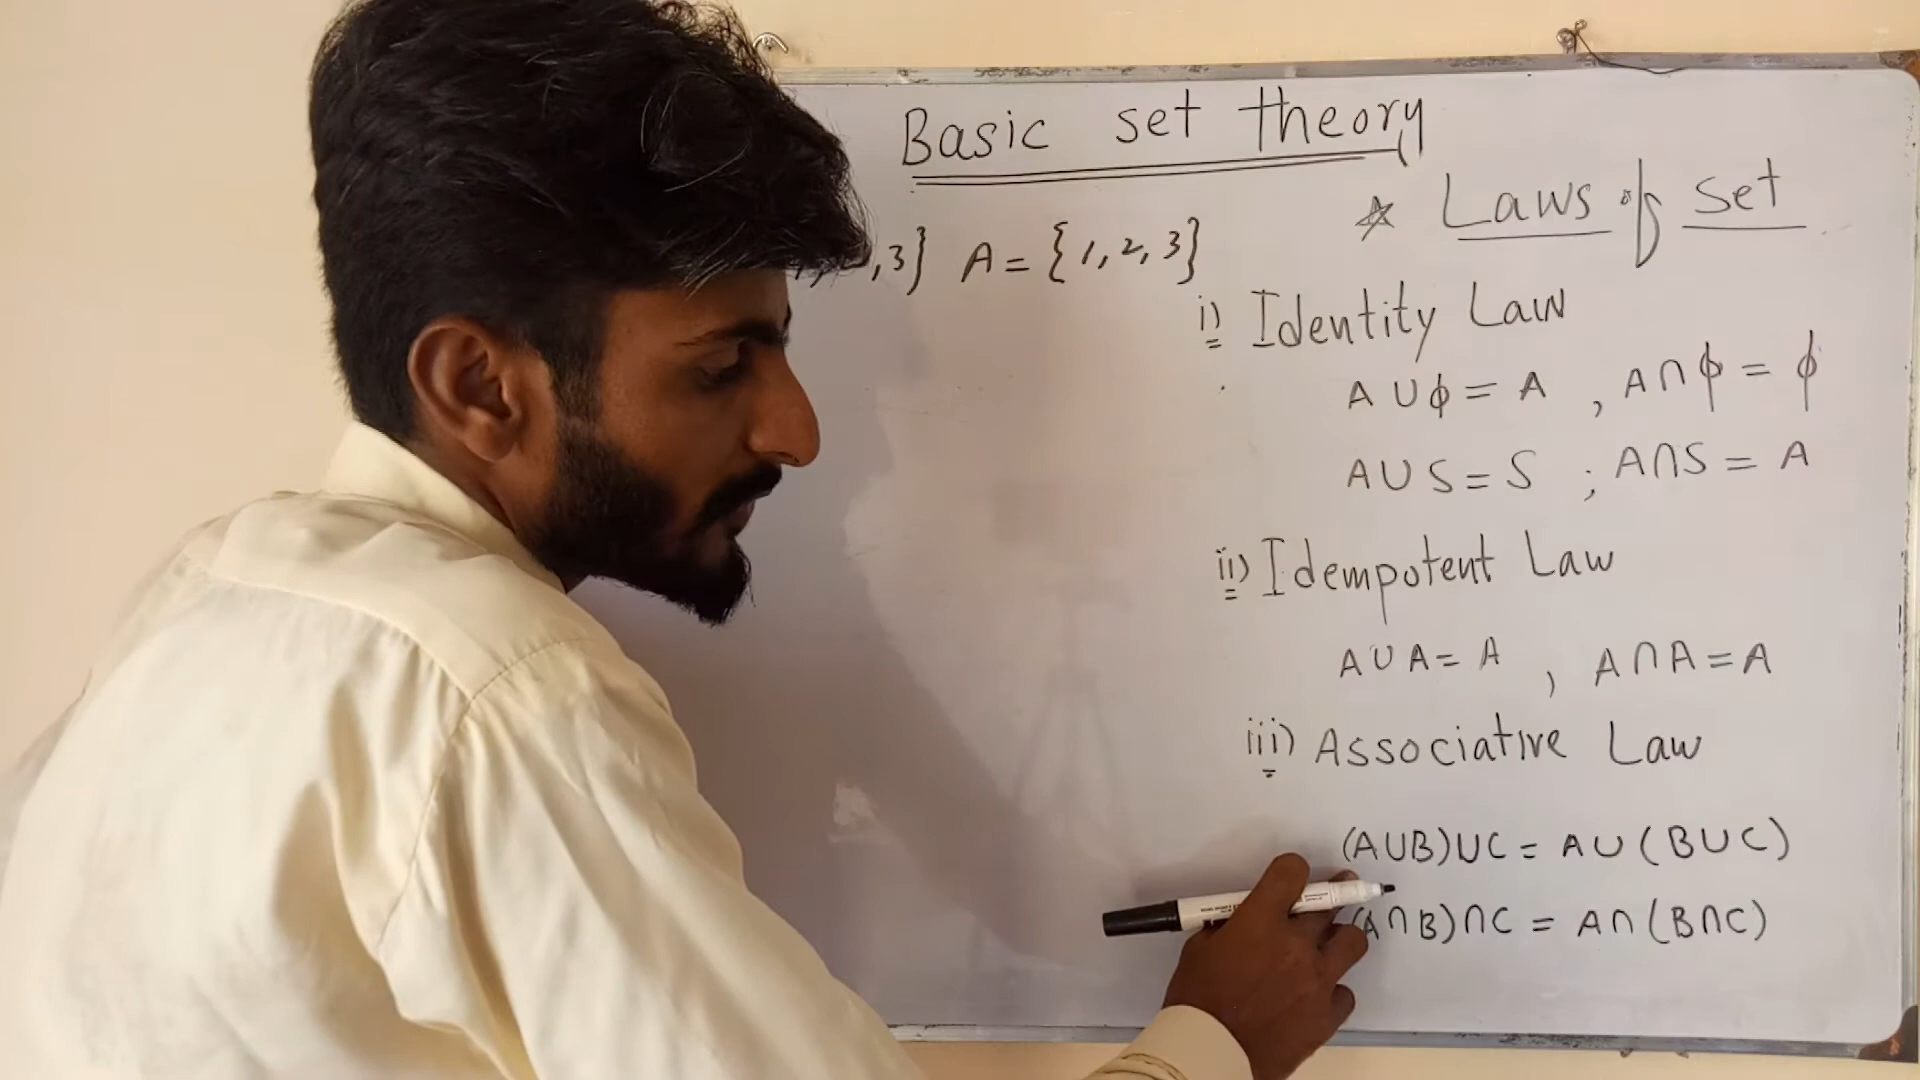 Basic set theory
* Laws of set
,3} A = {1, 2, 3}
i) Identity Law
A ∪ ϕ = A , A ∩ ϕ = ϕ
A ∪ S = S ; A ∩ S = A
ii) Idempotent Law
A ∪ A = A , A ∩ A = A
iii) Associative Law
(A∪B)∪C = A∪(B∪C)
(A∩B)∩C = A∩(B∩C)